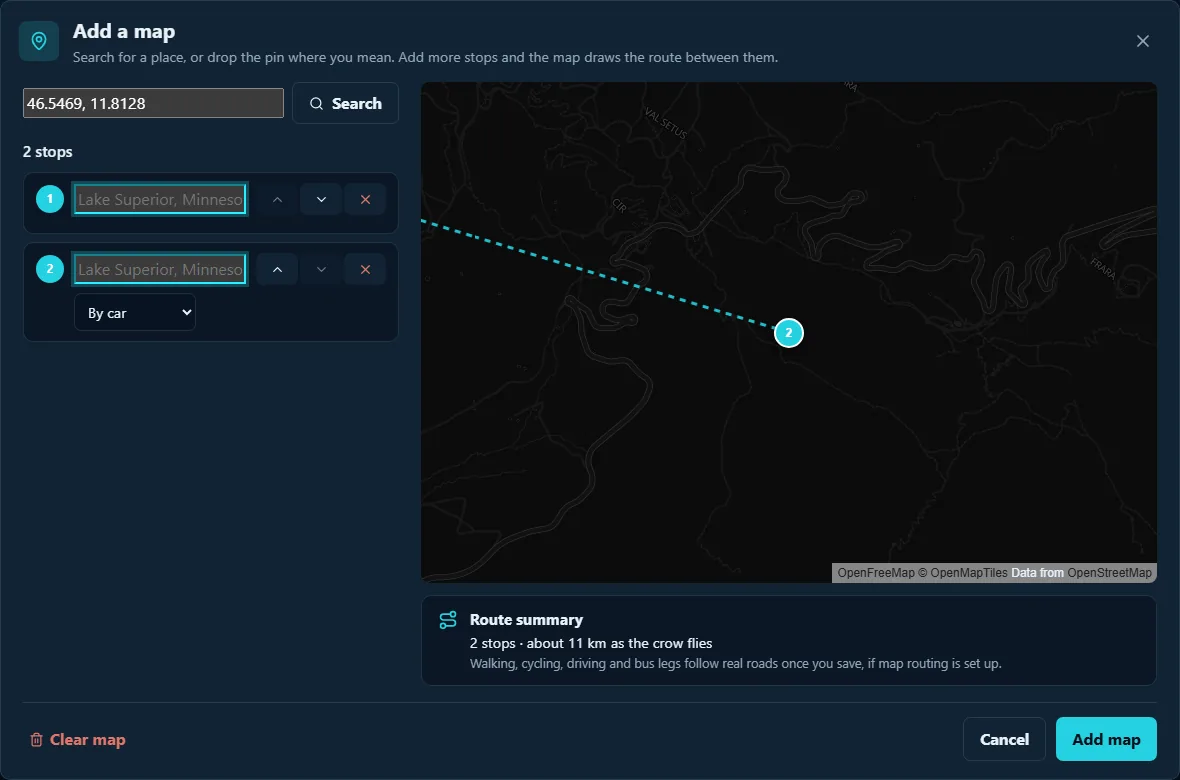 Add a map
Search for a place, or drop the pin where you mean. Add more stops and the map draws the route between them.
46.5469, 11.8128
Search
2 stops
1
Lake Superior, Minneso
2
Lake Superior, Minneso
By car
VAL SETUS
CIR
FRARA
2
OpenFreeMap © OpenMapTiles Data from OpenStreetMap
Route summary
2 stops · about 11 km as the crow flies
Walking, cycling, driving and bus legs follow real roads once you save, if map routing is set up.
Clear map
Cancel
Add map